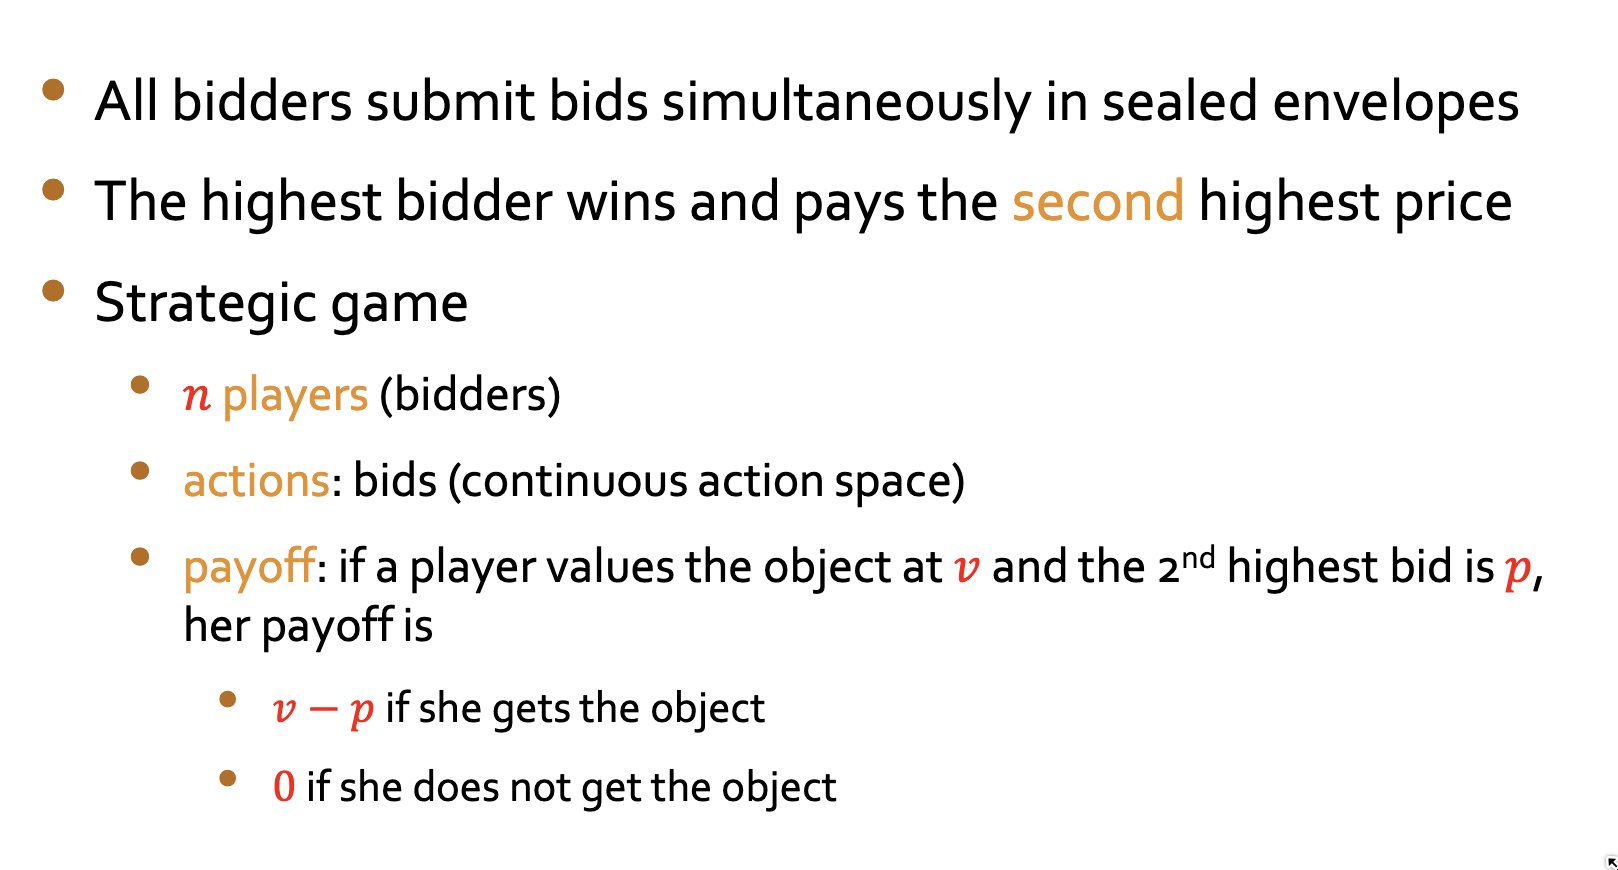 • All bidders submit bids simultaneously in sealed envelopes
• The highest bidder wins and pays the second highest price
• Strategic game
• n players (bidders)
• actions: bids (continuous action space)
• payoff: if a player values the object at v and the 2nd highest bid is p,
her payoff is
• v − p if she gets the object
• 0 if she does not get the object